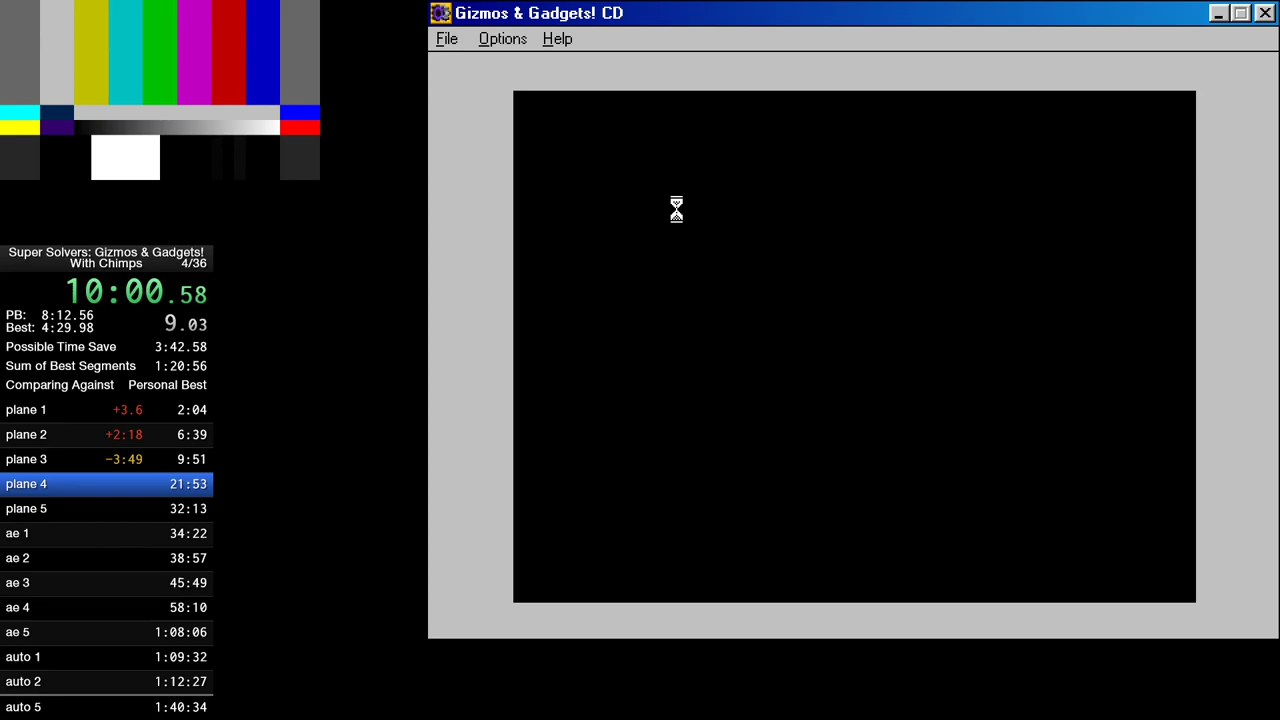 Gizmos & Gadgets! CD
File Options Help
Super Solvers: Gizmos & Gadgets!
With Chimps 4/36
10:00.58
PB: 8:12.56
Best: 4:29.98
9.03
Possible Time Save 3:42.58
Sum of Best Segments 1:20:56
Comparing Against Personal Best
plane 1 +3.6 2:04
plane 2 +2:18 6:39
plane 3 −3:49 9:51
plane 4 21:53
plane 5 32:13
ae 1 34:22
ae 2 38:57
ae 3 45:49
ae 4 58:10
ae 5 1:08:06
auto 1 1:09:32
auto 2 1:12:27
auto 5 1:40:34